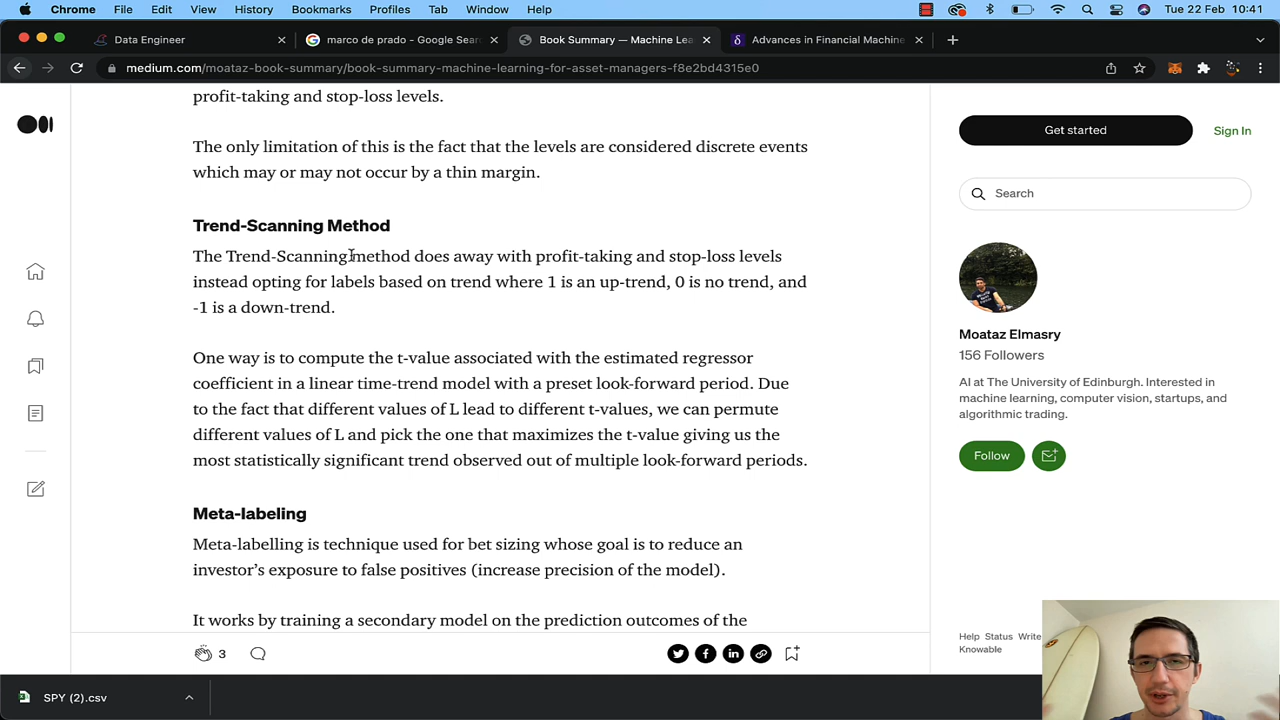 Chrome File Edit View History Bookmarks Profiles Tab Window Help Tue 22 Feb 10:41
Data Engineer
marco de prado - Google Sear
Book Summary — Machine Lea
Advances in Financial Machine
medium.com/moataz-book-summary/book-summary-machine-learning-for-asset-managers-f8e2bd4315e0
profit-taking and stop-loss levels.
The only limitation of this is the fact that the levels are considered discrete events
which may or may not occur by a thin margin.
Trend-Scanning Method
The Trend-Scanning method does away with profit-taking and stop-loss levels
instead opting for labels based on trend where 1 is an up-trend, 0 is no trend, and
-1 is a down-trend.
One way is to compute the t-value associated with the estimated regressor
coefficient in a linear time-trend model with a preset look-forward period. Due
to the fact that different values of L lead to different t-values, we can permute
different values of L and pick the one that maximizes the t-value giving us the
most statistically significant trend observed out of multiple look-forward periods.
Meta-labeling
Meta-labelling is technique used for bet sizing whose goal is to reduce an
investor's exposure to false positives (increase precision of the model).
It works by training a secondary model on the prediction outcomes of the
3
Get started
Sign In
Search
Moataz Elmasry
156 Followers
AI at The University of Edinburgh. Interested in
machine learning, computer vision, startups, and
algorithmic trading.
Follow
Help Status Write
Knowable
SPY (2).csv